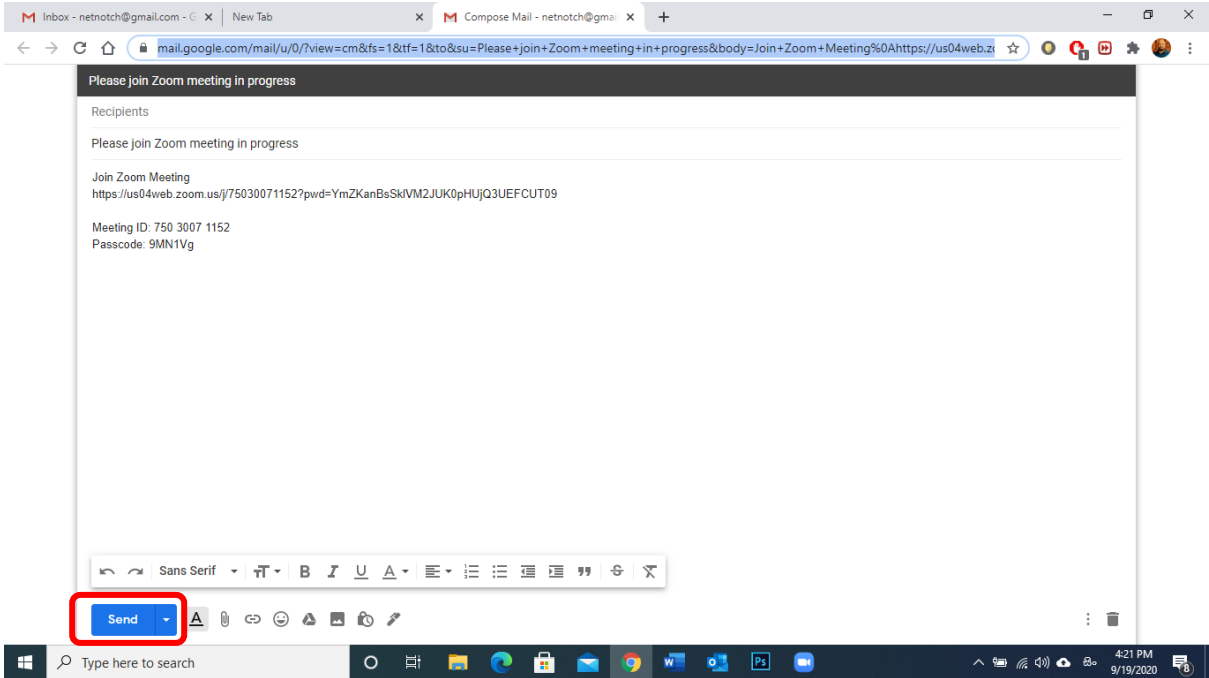 Inbox - netnotch@gmail.com - G
New Tab
Compose Mail - netnotch@gmai
mail.google.com/mail/u/0/?view=cm&fs=1&tf=1&to&su=Please+join+Zoom+meeting+in+progress&body=Join+Zoom+Meeting%0Ahttps://us04web.zo
1
Please join Zoom meeting in progress
Recipients
Please join Zoom meeting in progress
Join Zoom Meeting
https://us04web.zoom.us/j/75030071152?pwd=YmZKanBsSklVM2JUK0pHUjQ3UEFCUT09
Meeting ID: 750 3007 1152
Passcode: 9MN1Vg
Sans Serif
Send
Type here to search
Ps
4:21 PM
9/19/2020
8